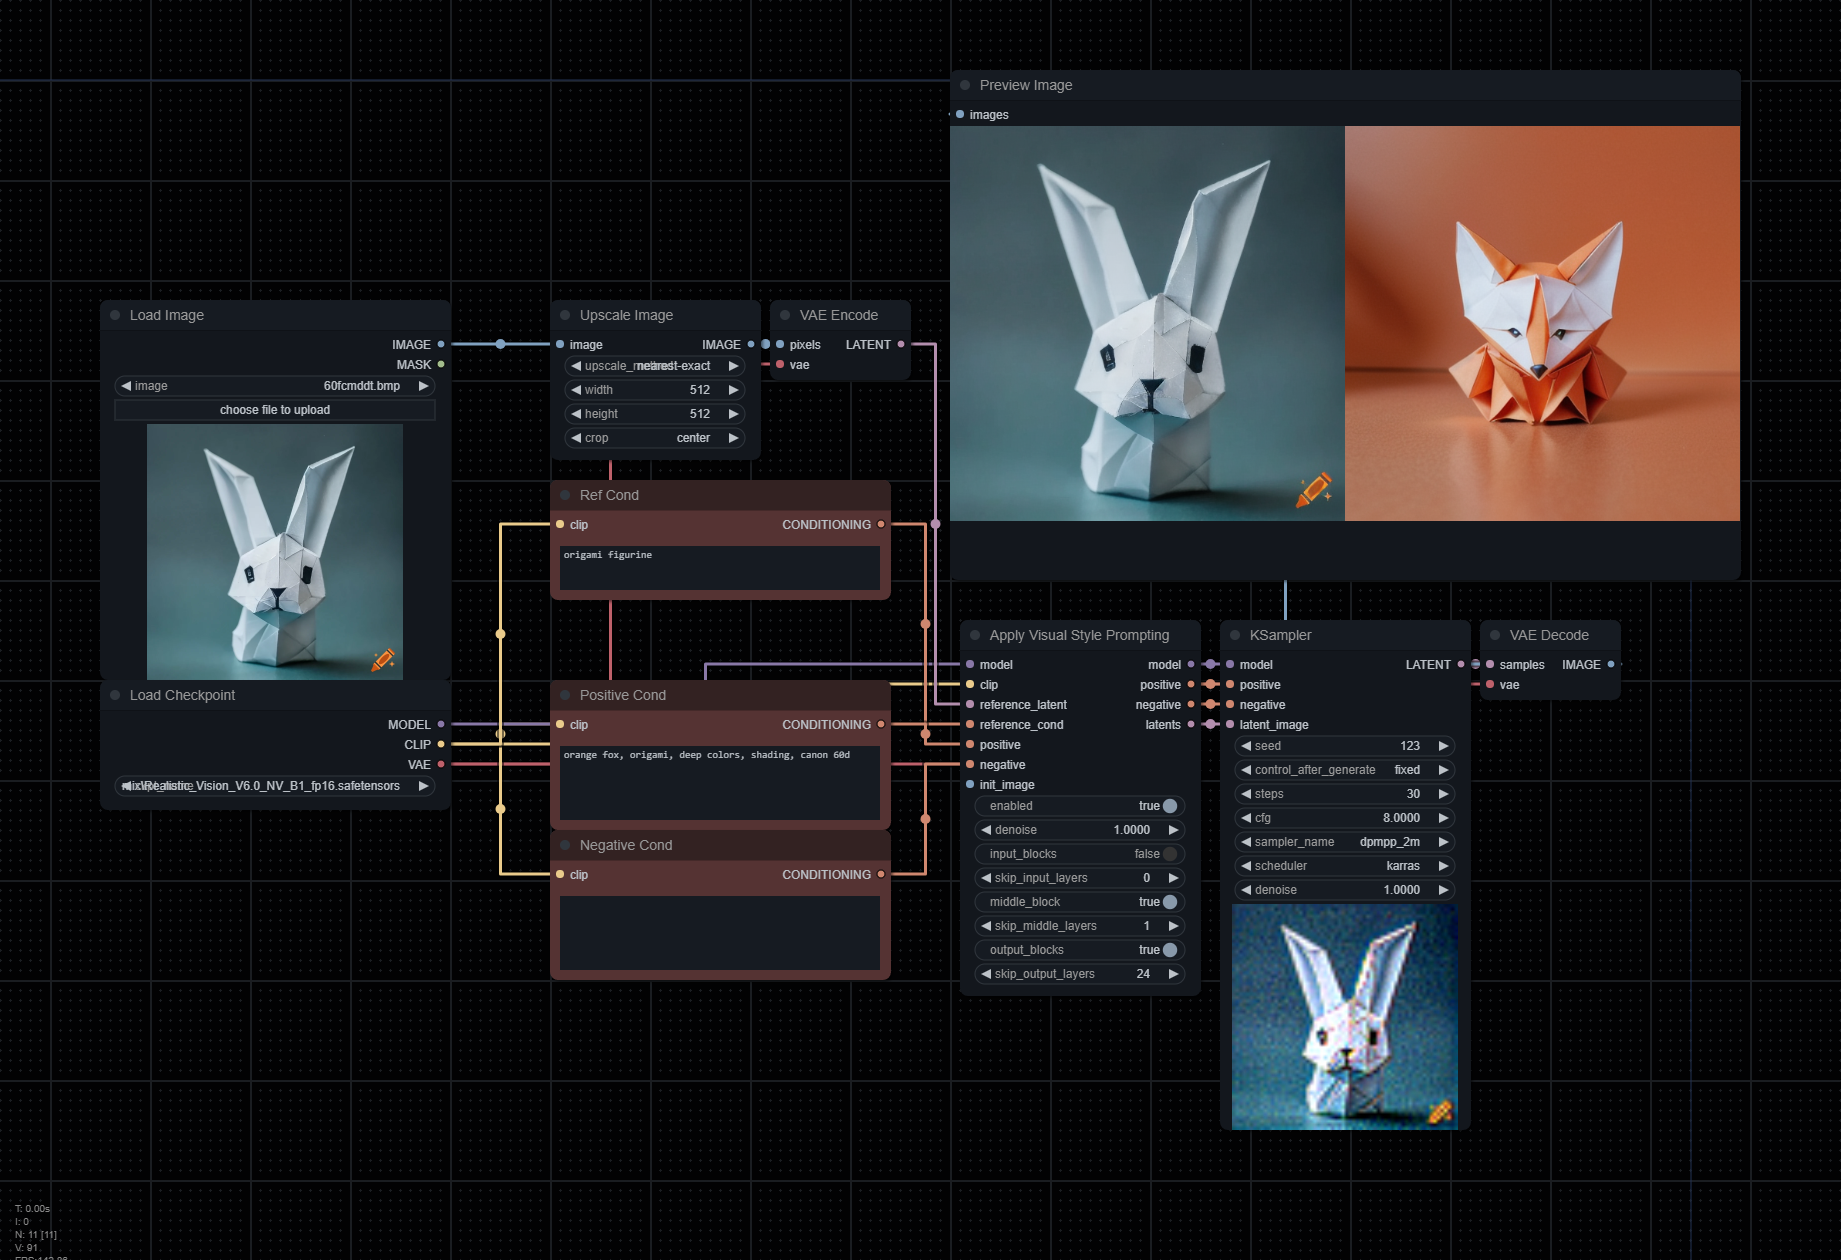 Preview Image
images
Load Image
IMAGE
MASK
image 60fcmddt.bmp
choose file to upload
Upscale Image
image IMAGE
upscale_method nearest-exact
width 512
height 512
crop center
VAE Encode
pixels LATENT
vae
Ref Cond
clip CONDITIONING
origami figurine
Load Checkpoint
MODEL
CLIP
VAE
Realistic_Vision_V6.0_NV_B1_fp16.safetensors
Positive Cond
clip CONDITIONING
orange fox, origami, deep colors, shading, canon 60d
Negative Cond
clip CONDITIONING
Apply Visual Style Prompting
model model
clip positive
reference_latent negative
reference_cond latents
positive
negative
init_image
enabled true
denoise 1.0000
input_blocks false
skip_input_layers 0
middle_block true
skip_middle_layers 1
output_blocks true
skip_output_layers 24
KSampler
model LATENT
positive
negative
latent_image
seed 123
control_after_generate fixed
steps 30
cfg 8.0000
sampler_name dpmpp_2m
scheduler karras
denoise 1.0000
VAE Decode
samples IMAGE
vae
T: 0.00s
I: 0
N: 11 [11]
V: 91